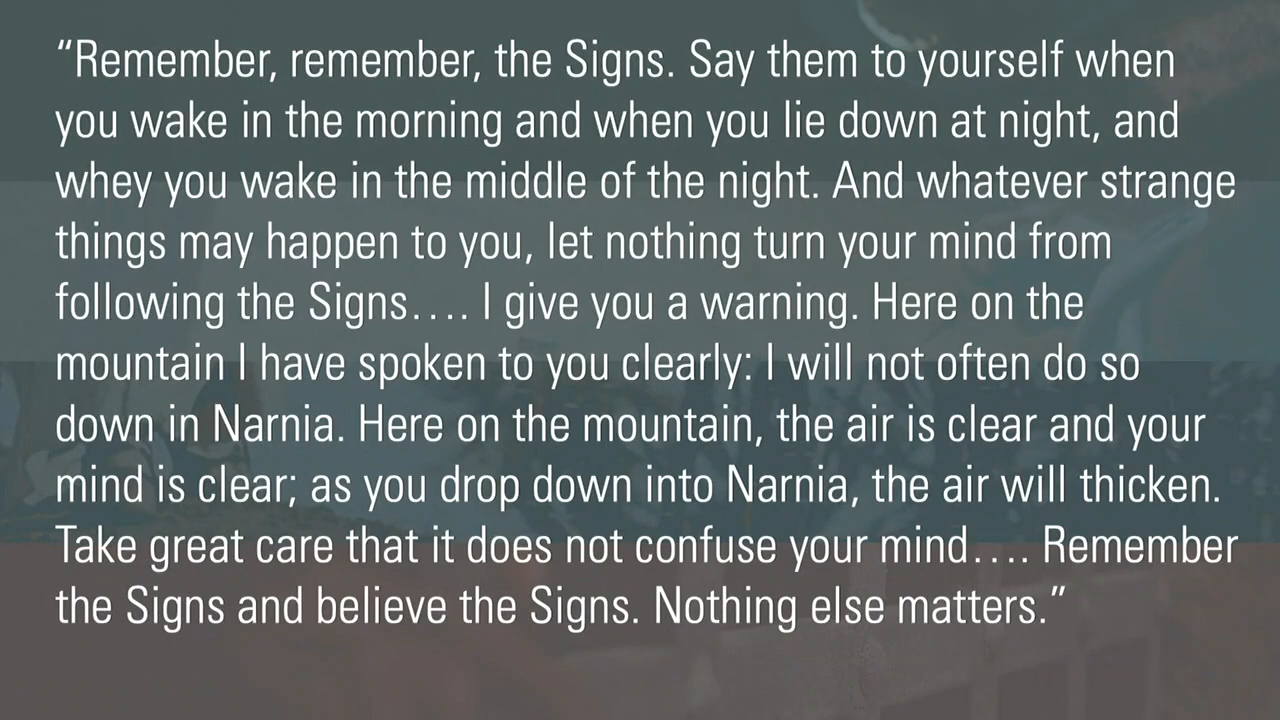 “Remember, remember, the Signs. Say them to yourself when
you wake in the morning and when you lie down at night, and
whey you wake in the middle of the night. And whatever strange
things may happen to you, let nothing turn your mind from
following the Signs…. I give you a warning. Here on the
mountain I have spoken to you clearly: I will not often do so
down in Narnia. Here on the mountain, the air is clear and your
mind is clear; as you drop down into Narnia, the air will thicken.
Take great care that it does not confuse your mind…. Remember
the Signs and believe the Signs. Nothing else matters.”